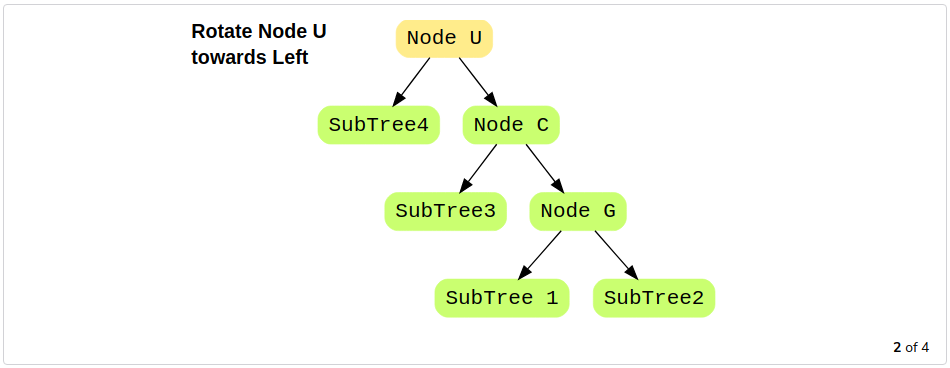 Rotate Node U
towards Left
Node U
SubTree4
Node C
SubTree3
Node G
SubTree 1
SubTree2
2 of 4